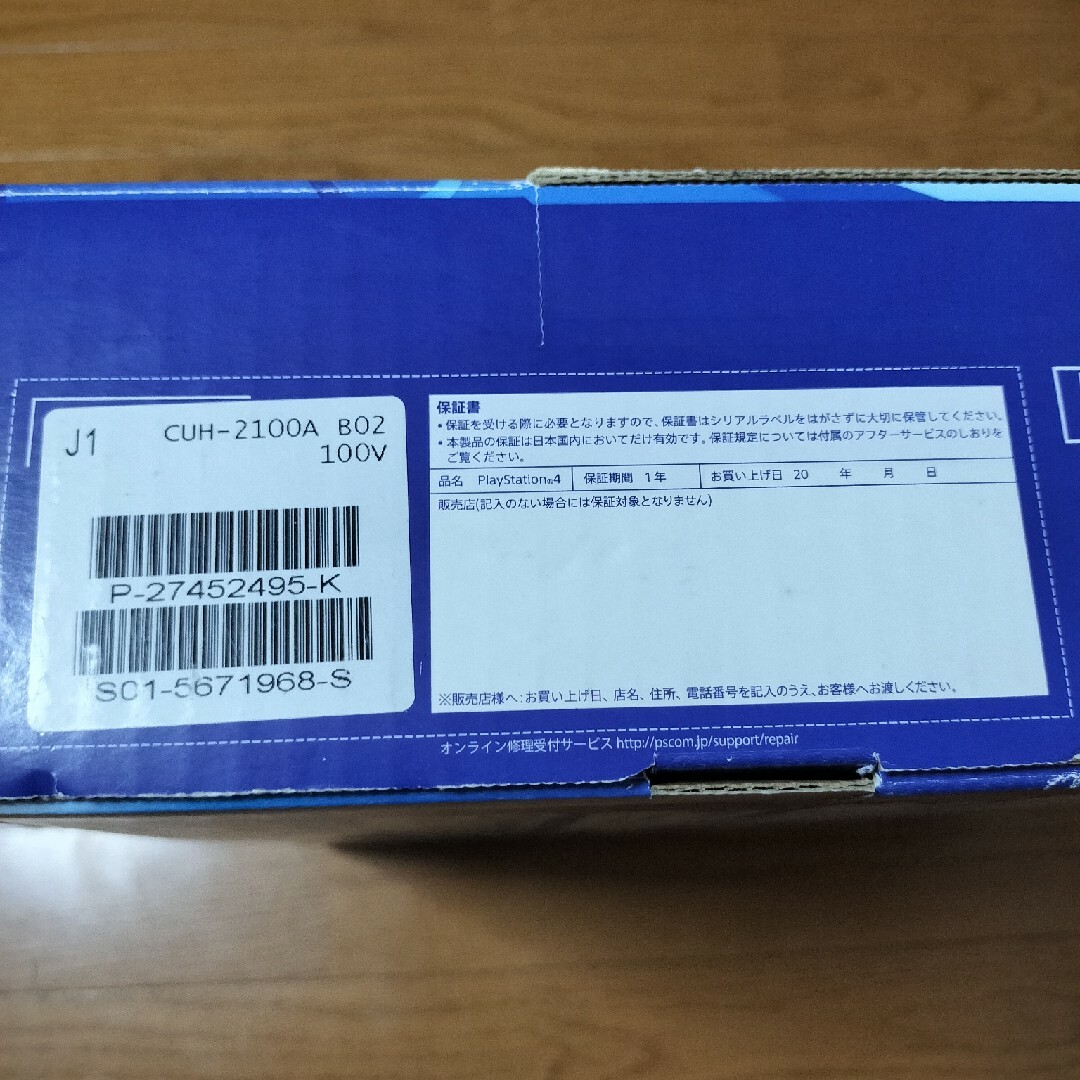 J1
CUH-2100A B02
100V
P-27452495-K
S01-5671968-S
保証書
•保証を受ける際に必要となりますので、保証書はシリアルラベルをはがさずに大切に保管してください。
•本製品の保証は日本国内においてだけ有効です。保証規定については付属のアフターサービスのしおりを
ご覧ください。
品名 PlayStation®4 保証期間 1年 お買い上げ日 20 年 月 日
販売店(記入のない場合には保証対象となりません)
※販売店様へ:お買い上げ日、店名、住所、電話番号を記入のうえ、お客様へお渡しください。
オンライン修理受付サービス http://pscom.jp/support/repair